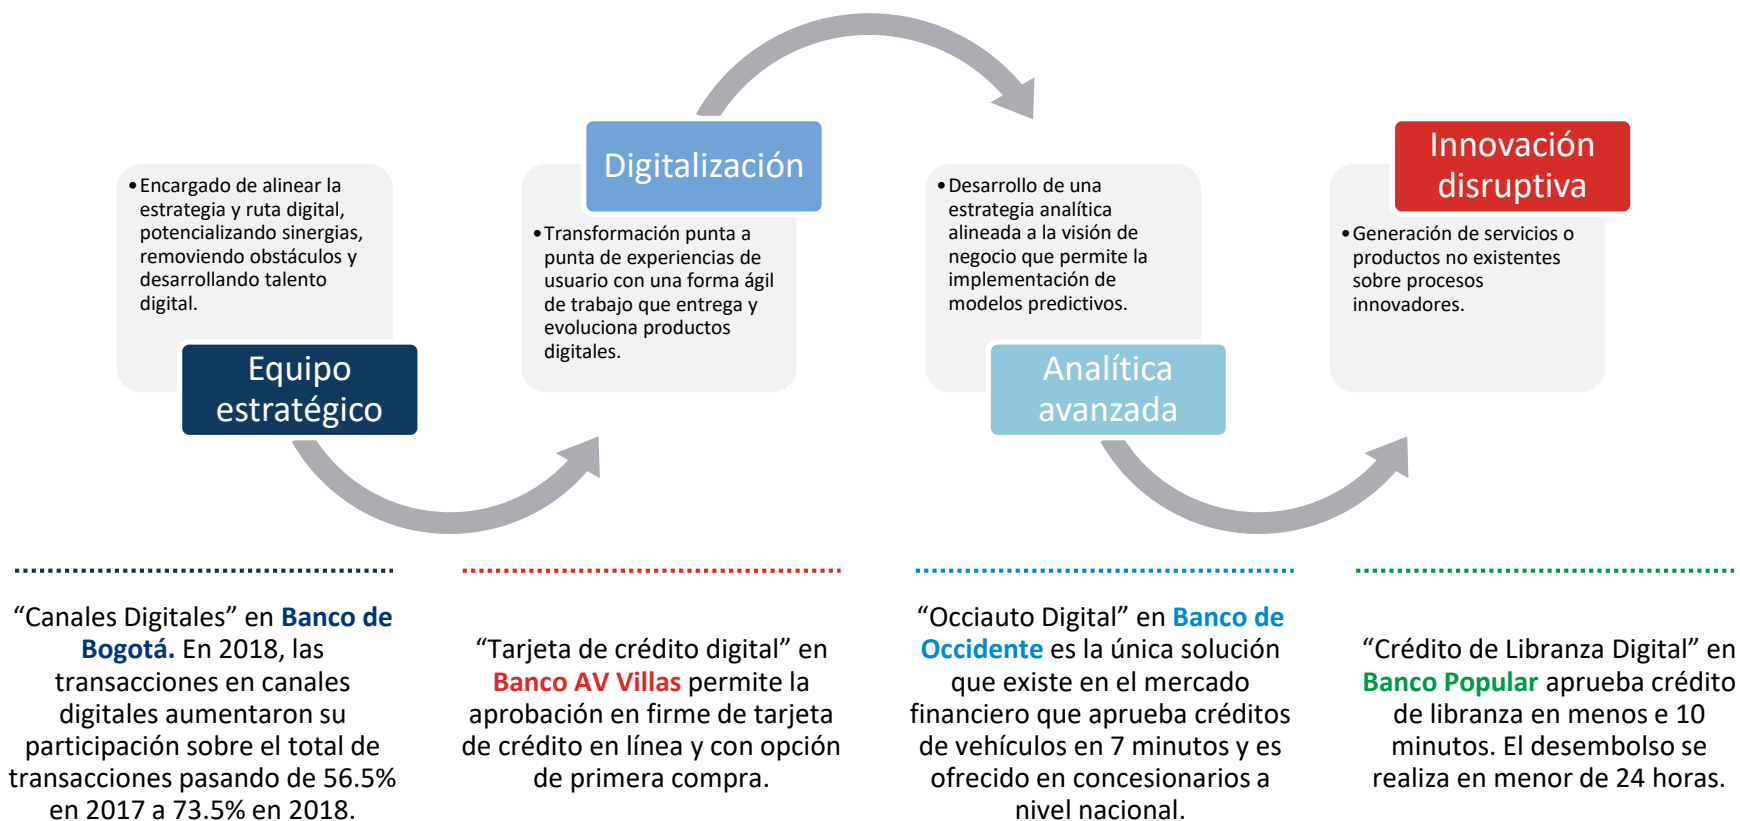 • Encargado de alinear la
estrategia y ruta digital,
potencializando sinergias,
removiendo obstáculos y
desarrollando talento
digital.
Equipo
estratégico
Digitalización
• Transformación punta a
punta de experiencias de
usuario con una forma ágil
de trabajo que entrega y
evoluciona productos
digitales.
• Desarrollo de una
estrategia analítica
alineada a la visión de
negocio que permite la
implementación de
modelos predictivos.
Analítica
avanzada
Innovación
disruptiva
• Generación de servicios o
productos no existentes
sobre procesos
innovadores.
“Canales Digitales” en Banco de
Bogotá. En 2018, las
transacciones en canales
digitales aumentaron su
participación sobre el total de
transacciones pasando de 56.5%
en 2017 a 73.5% en 2018.
“Tarjeta de crédito digital” en
Banco AV Villas permite la
aprobación en firme de tarjeta
de crédito en línea y con opción
de primera compra.
“Occiauto Digital” en Banco de
Occidente es la única solución
que existe en el mercado
financiero que aprueba créditos
de vehículos en 7 minutos y es
ofrecido en concesionarios a
nivel nacional.
“Crédito de Libranza Digital” en
Banco Popular aprueba crédito
de libranza en menos e 10
minutos. El desembolso se
realiza en menor de 24 horas.